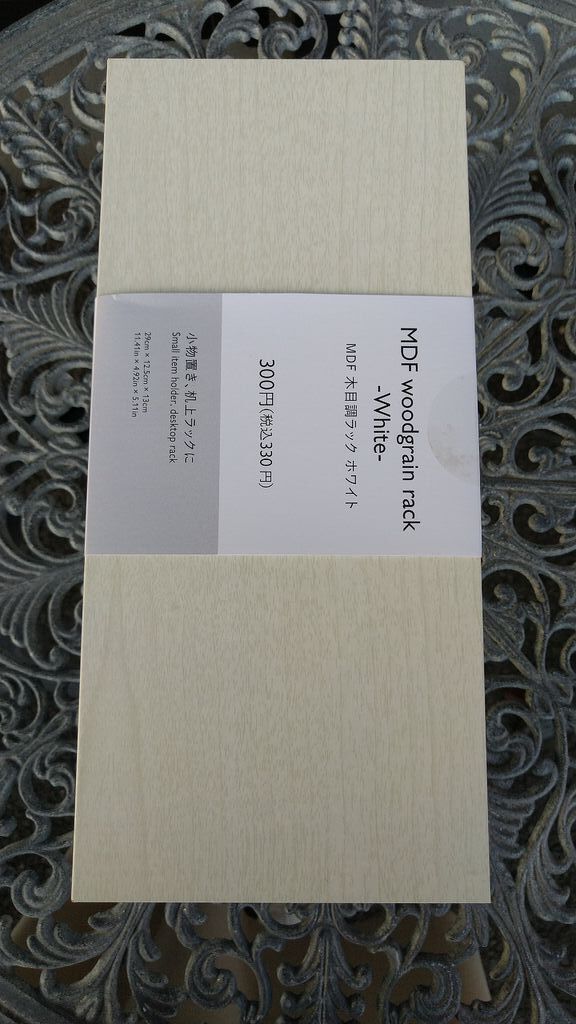 MDF woodgrain rack
-White-
MDF 木目調ラック ホワイト
300円(税込330円)
小物置き、机上ラックに
Small item holder, desktop rack
29cm × 12.5cm × 13cm
11.41in × 4.92in × 5.11in